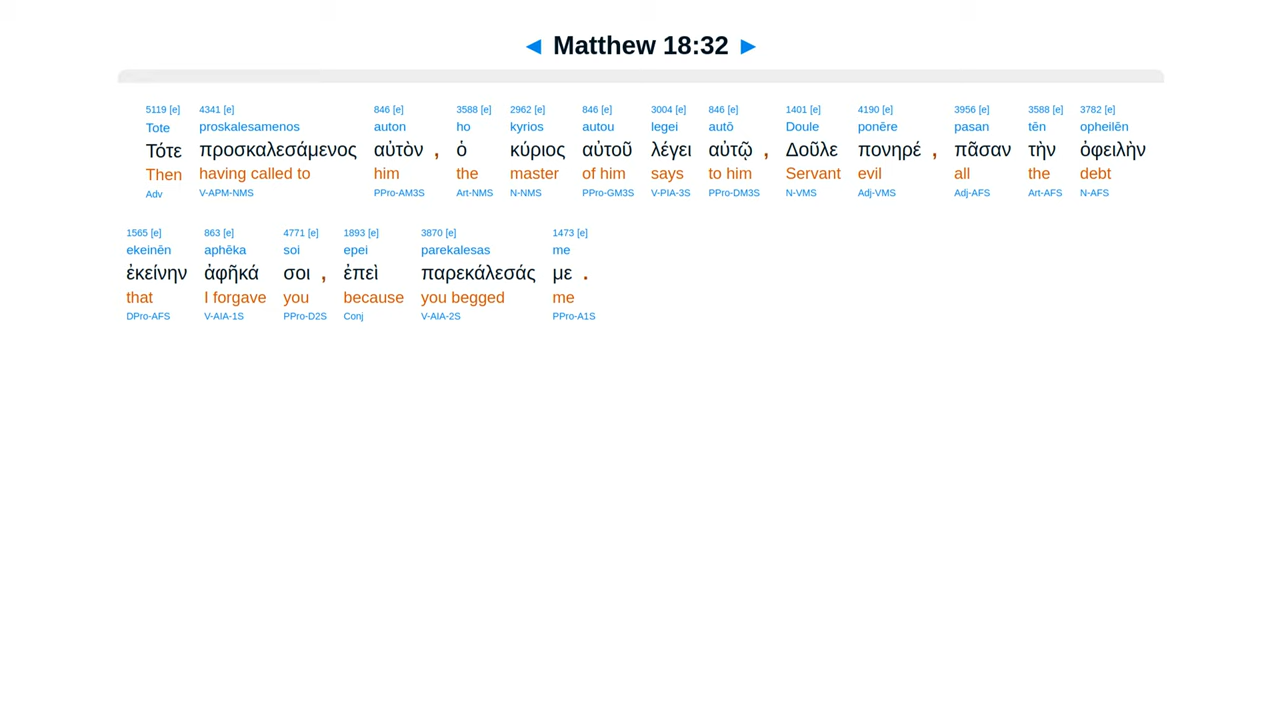 ◄ Matthew 18:32 ►
5119 [e] 4341 [e] 846 [e] 3588 [e] 2962 [e] 846 [e] 3004 [e] 846 [e] 1401 [e] 4190 [e] 3956 [e] 3588 [e] 3782 [e]
Tote proskalesamenos auton ho kyrios autou legei autō Doule ponēre pasan tēn opheilēn
Τότε προσκαλεσάμενος αὐτὸν , ὁ κύριος αὐτοῦ λέγει αὐτῷ , Δοῦλε πονηρέ , πᾶσαν τὴν ὀφειλὴν
Then having called to him the master of him says to him Servant evil all the debt
Adv V-APM-NMS PPro-AM3S Art-NMS N-NMS PPro-GM3S V-PIA-3S PPro-DM3S N-VMS Adj-VMS Adj-AFS Art-AFS N-AFS
1565 [e] 863 [e] 4771 [e] 1893 [e] 3870 [e] 1473 [e]
ekeinēn aphēka soi epei parekalesas me
ἐκείνην ἀφῆκά σοι , ἐπεὶ παρεκάλεσάς με .
that I forgave you because you begged me
DPro-AFS V-AIA-1S PPro-D2S Conj V-AIA-2S PPro-A1S